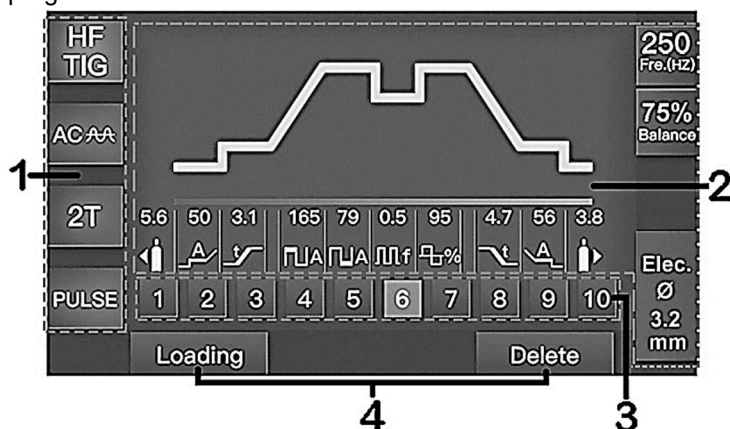 HF
TIG
AC
2T
PULSE
250
Fre.(HZ)
75%
Balance
Elec.
Ø
3.2
mm
5.6 50 3.1 165 79 0.5 95 4.7 56 3.8
A t A A f % t A
1 2 3 4 5 6 7 8 9 10
Loading Delete
1
2
3
4